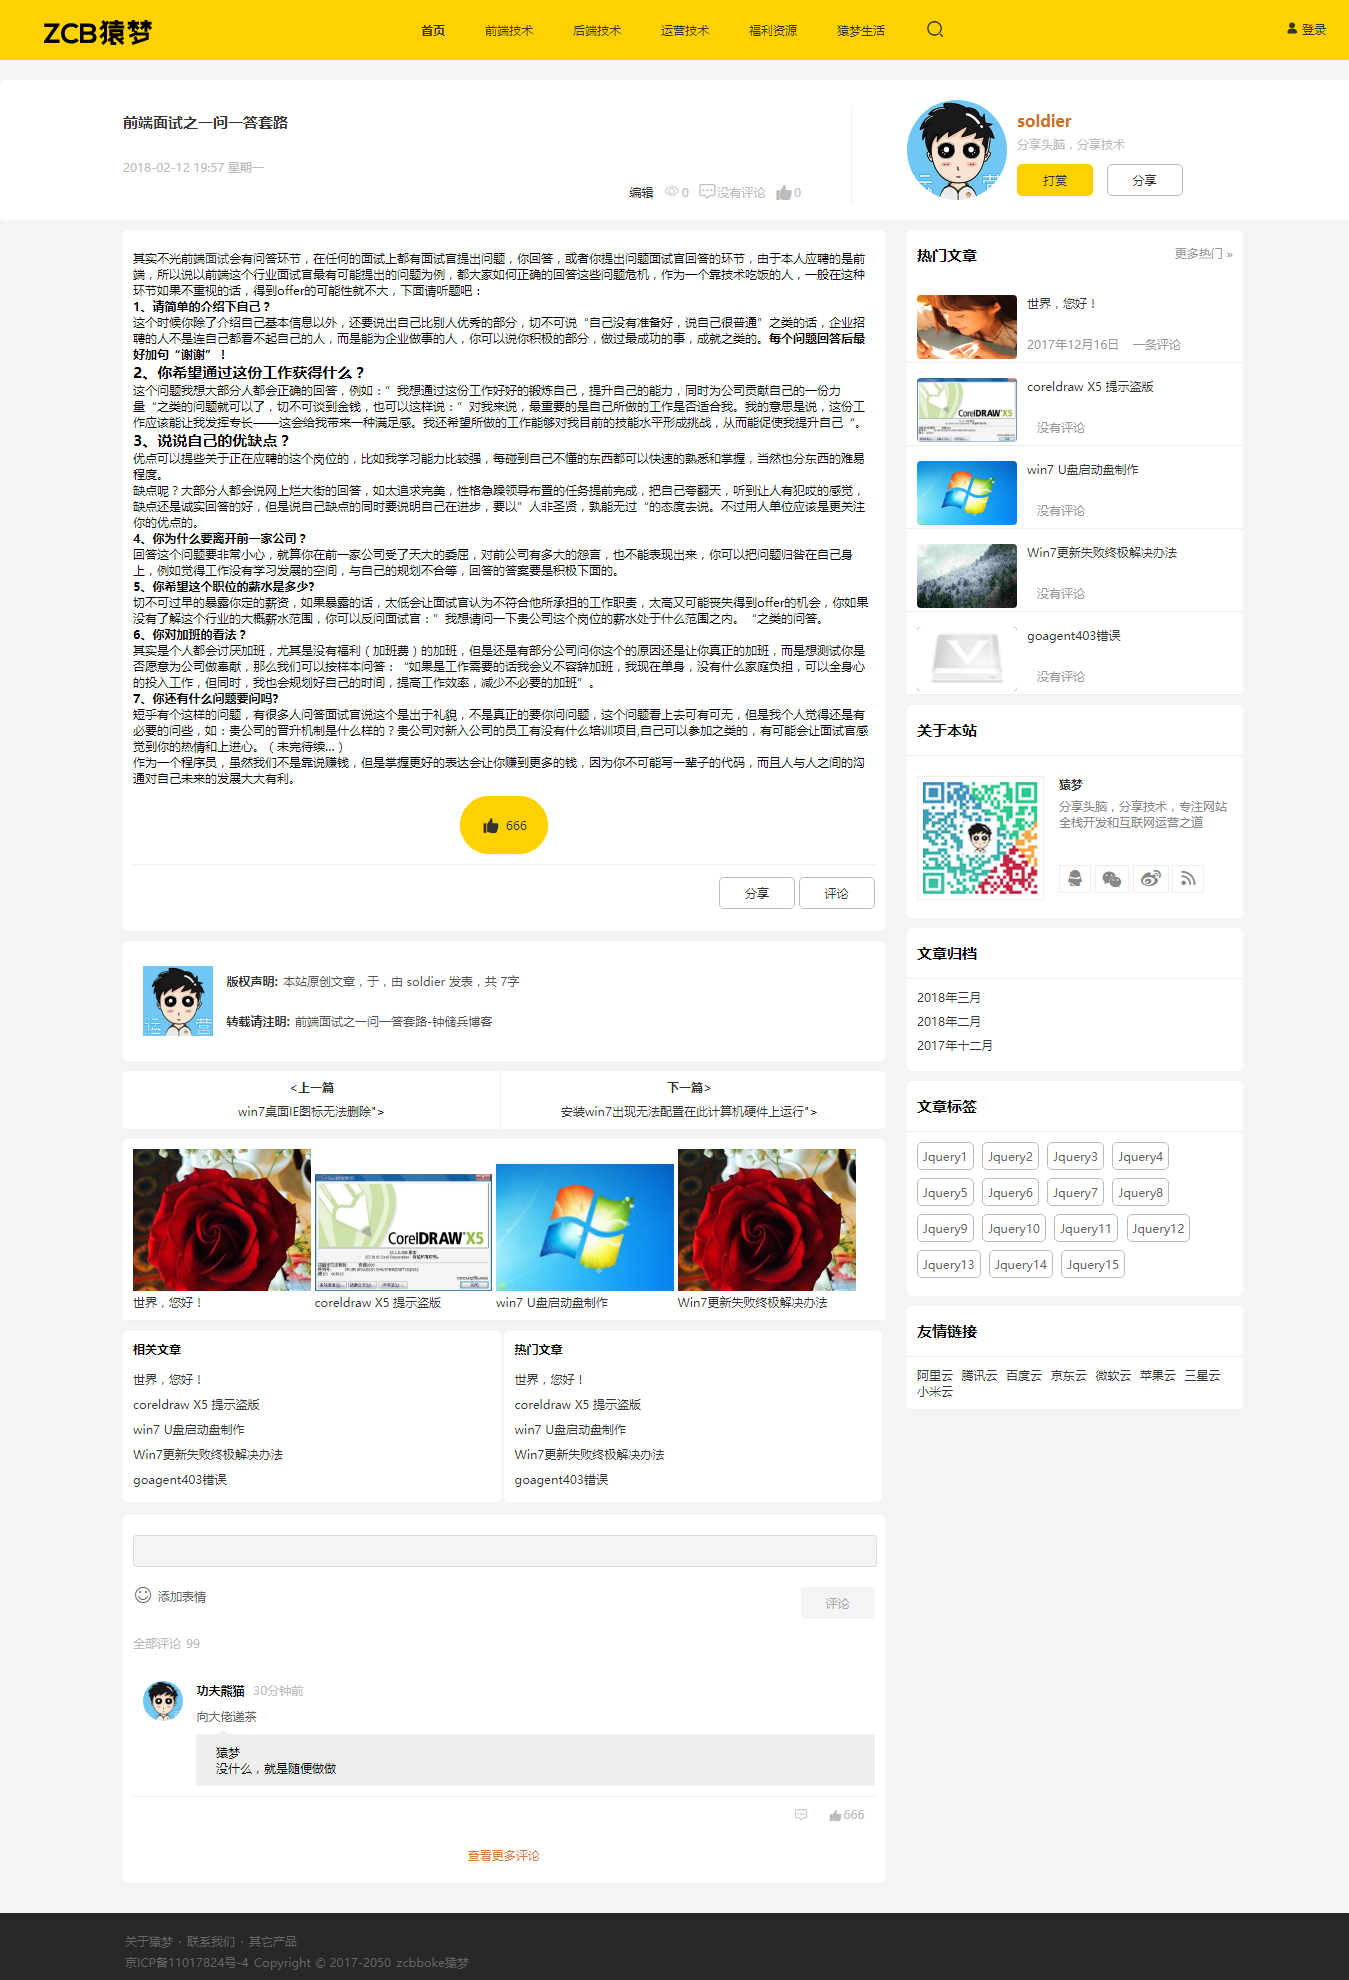 ZCB猿梦 首页 前端技术 后端技术 运营技术 福利资源 猿梦生活 登录
前端面试之一问一答套路
2018-02-12 19:57 星期一
编辑 0 没有评论 0
soldier
分享头脑，分享技术
打赏 分享
其实不光前端面试会有问答环节，在任何的面试上都有面试官提出问题，你回答，或者你提出问题面试官回答的环节，由于本人应聘的是前
端，所以说以前端这个行业面试官最有可能提出的问题为例，都大家如何正确的回答这些问题危机，作为一个靠技术吃饭的人，一般在这种
环节如果不重视的话，得到offer的可能性就不大，下面请听题吧：
1、请简单的介绍下自己？
这个时候你除了介绍自己基本信息以外，还要说出自己比别人优秀的部分，切不可说“自己没有准备好，说自己很普通”之类的话，企业招
聘的人不是连自己都看不起自己的人，而是能为企业做事的人，你可以说你积极的部分，做过最成功的事，成就之类的。每个问题回答后最
好加句“谢谢”！
2、你希望通过这份工作获得什么？
这个问题我想大部分人都会正确的回答，例如：”我想通过这份工作好好的锻炼自己，提升自己的能力，同时为公司贡献自己的一份力
量“之类的问题就可以了，切不可谈到金钱，也可以这样说：”对我来说，最重要的是自己所做的工作是否适合我。我的意思是说，这份工
作应该能让我发挥专长——这会给我带来一种满足感。我还希望所做的工作能够对我目前的技能水平形成挑战，从而能促使我提升自己“。
3、说说自己的优缺点？
优点可以提些关于正在应聘的这个岗位的，比如我学习能力比较强，每碰到自己不懂的东西都可以快速的熟悉和掌握，当然也分东西的难易
程度。
缺点呢？大部分人都会说网上烂大街的回答，如太追求完美，性格急躁领导布置的任务提前完成，把自己夸翻天，听到让人有犯哎的感觉，
缺点还是诚实回答的好，但是说自己缺点的同时要说明自己在进步，要以”人非圣贤，孰能无过“的态度去说。不过用人单位应该是更关注
你的优点的。
4、你为什么要离开前一家公司？
回答这个问题要非常小心，就算你在前一家公司受了天大的委屈，对前公司有多大的怨言，也不能表现出来，你可以把问题归咎在自己身
上，例如觉得工作没有学习发展的空间，与自己的规划不合等，回答的答案要是积极下面的。
5、你希望这个职位的薪水是多少?
切不可过早的暴露你定的薪资，如果暴露的话，太低会让面试官认为不符合他所承担的工作职责，太高又可能丧失得到offer的机会，你如果
没有了解这个行业的大概薪水范围，你可以反问面试官：”我想请问一下贵公司这个岗位的薪水处于什么范围之内。“之类的问答。
6、你对加班的看法？
其实是个人都会讨厌加班，尤其是没有福利（加班费）的加班，但是还是有部分公司问你这个的原因还是让你真正的加班，而是想测试你是
否愿意为公司做奉献，那么我们可以按样本问答：“如果是工作需要的话我会义不容辞加班，我现在单身，没有什么家庭负担，可以全身心
的投入工作，但同时，我也会规划好自己的时间，提高工作效率，减少不必要的加班”。
7、你还有什么问题要问吗?
短乎有个这样的问题，有很多人问答面试官说这个是出于礼貌，不是真正的要你问问题，这个问题看上去可有可无，但是我个人觉得还是有
必要的问些，如：贵公司的晋升机制是什么样的？贵公司对新入公司的员工有没有什么培训项目,自己可以参加之类的，有可能会让面试官感
觉到你的热情和上进心。（未完待续...）
作为一个程序员，虽然我们不是靠说赚钱，但是掌握更好的表达会让你赚到更多的钱，因为你不可能写一辈子的代码，而且人与人之间的沟
通对自己未来的发展大大有利。
666
分享 评论
版权声明: 本站原创文章，于，由 soldier 发表，共 7字
转载请注明: 前端面试之一问一答套路-钟储兵博客
运 营
<上一篇
win7桌面IE图标无法删除">
下一篇>
安装win7出现无法配置在此计算机硬件上运行">
CorelDRAW X5
世界，您好！ coreldraw X5 提示盗版 win7 U盘启动盘制作 Win7更新失败终极解决办法
相关文章
世界，您好！
coreldraw X5 提示盗版
win7 U盘启动盘制作
Win7更新失败终极解决办法
goagent403错误
热门文章
世界，您好！
coreldraw X5 提示盗版
win7 U盘启动盘制作
Win7更新失败终极解决办法
goagent403错误
添加表情 评论
全部评论 99
功夫熊猫 30分钟前
向大佬递茶
猿梦
没什么，就是随便做做
666
查看更多评论
热门文章 更多热门 »
世界，您好！
2017年12月16日 一条评论
coreldraw X5 提示盗版
没有评论
win7 U盘启动盘制作
没有评论
Win7更新失败终极解决办法
没有评论
goagent403错误
没有评论
关于本站
猿梦
分享头脑，分享技术，专注网站
全栈开发和互联网运营之道
文章归档
2018年三月
2018年二月
2017年十二月
文章标签
Jquery1 Jquery2 Jquery3 Jquery4
Jquery5 Jquery6 Jquery7 Jquery8
Jquery9 Jquery10 Jquery11 Jquery12
Jquery13 Jquery14 Jquery15
友情链接
阿里云 腾讯云 百度云 京东云 微软云 苹果云 三星云
小米云
关于猿梦 · 联系我们 · 其它产品
京ICP备11017824号-4 Copyright © 2017-2050 zcbboke猿梦